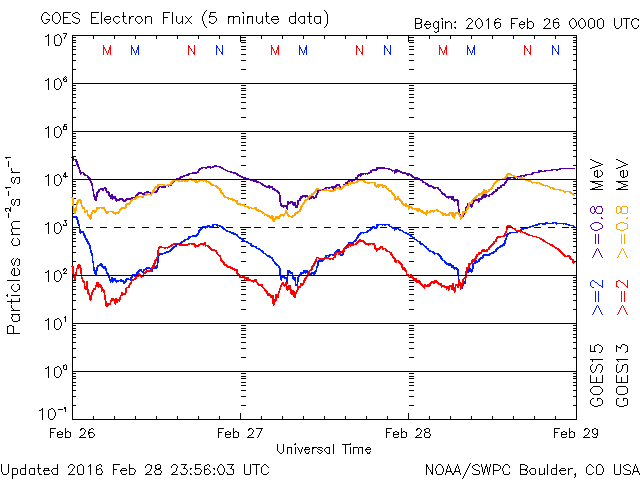 GOES Electron Flux (5 minute data)
Begin: 2016 Feb 26 0000 UTC
M M N N M M N N M M N N
10⁷
10⁶
10⁵
10⁴
10³
10²
10¹
10⁰
10⁻¹
Particles cm⁻²s⁻¹sr⁻¹
GOES15 >=2 >=0.8 MeV
GOES13 >=2 >=0.8 MeV
Feb 26 Feb 27 Feb 28 Feb 29
Universal Time
Updated 2016 Feb 28 23:56:03 UTC
NOAA/SWPC Boulder, CO USA